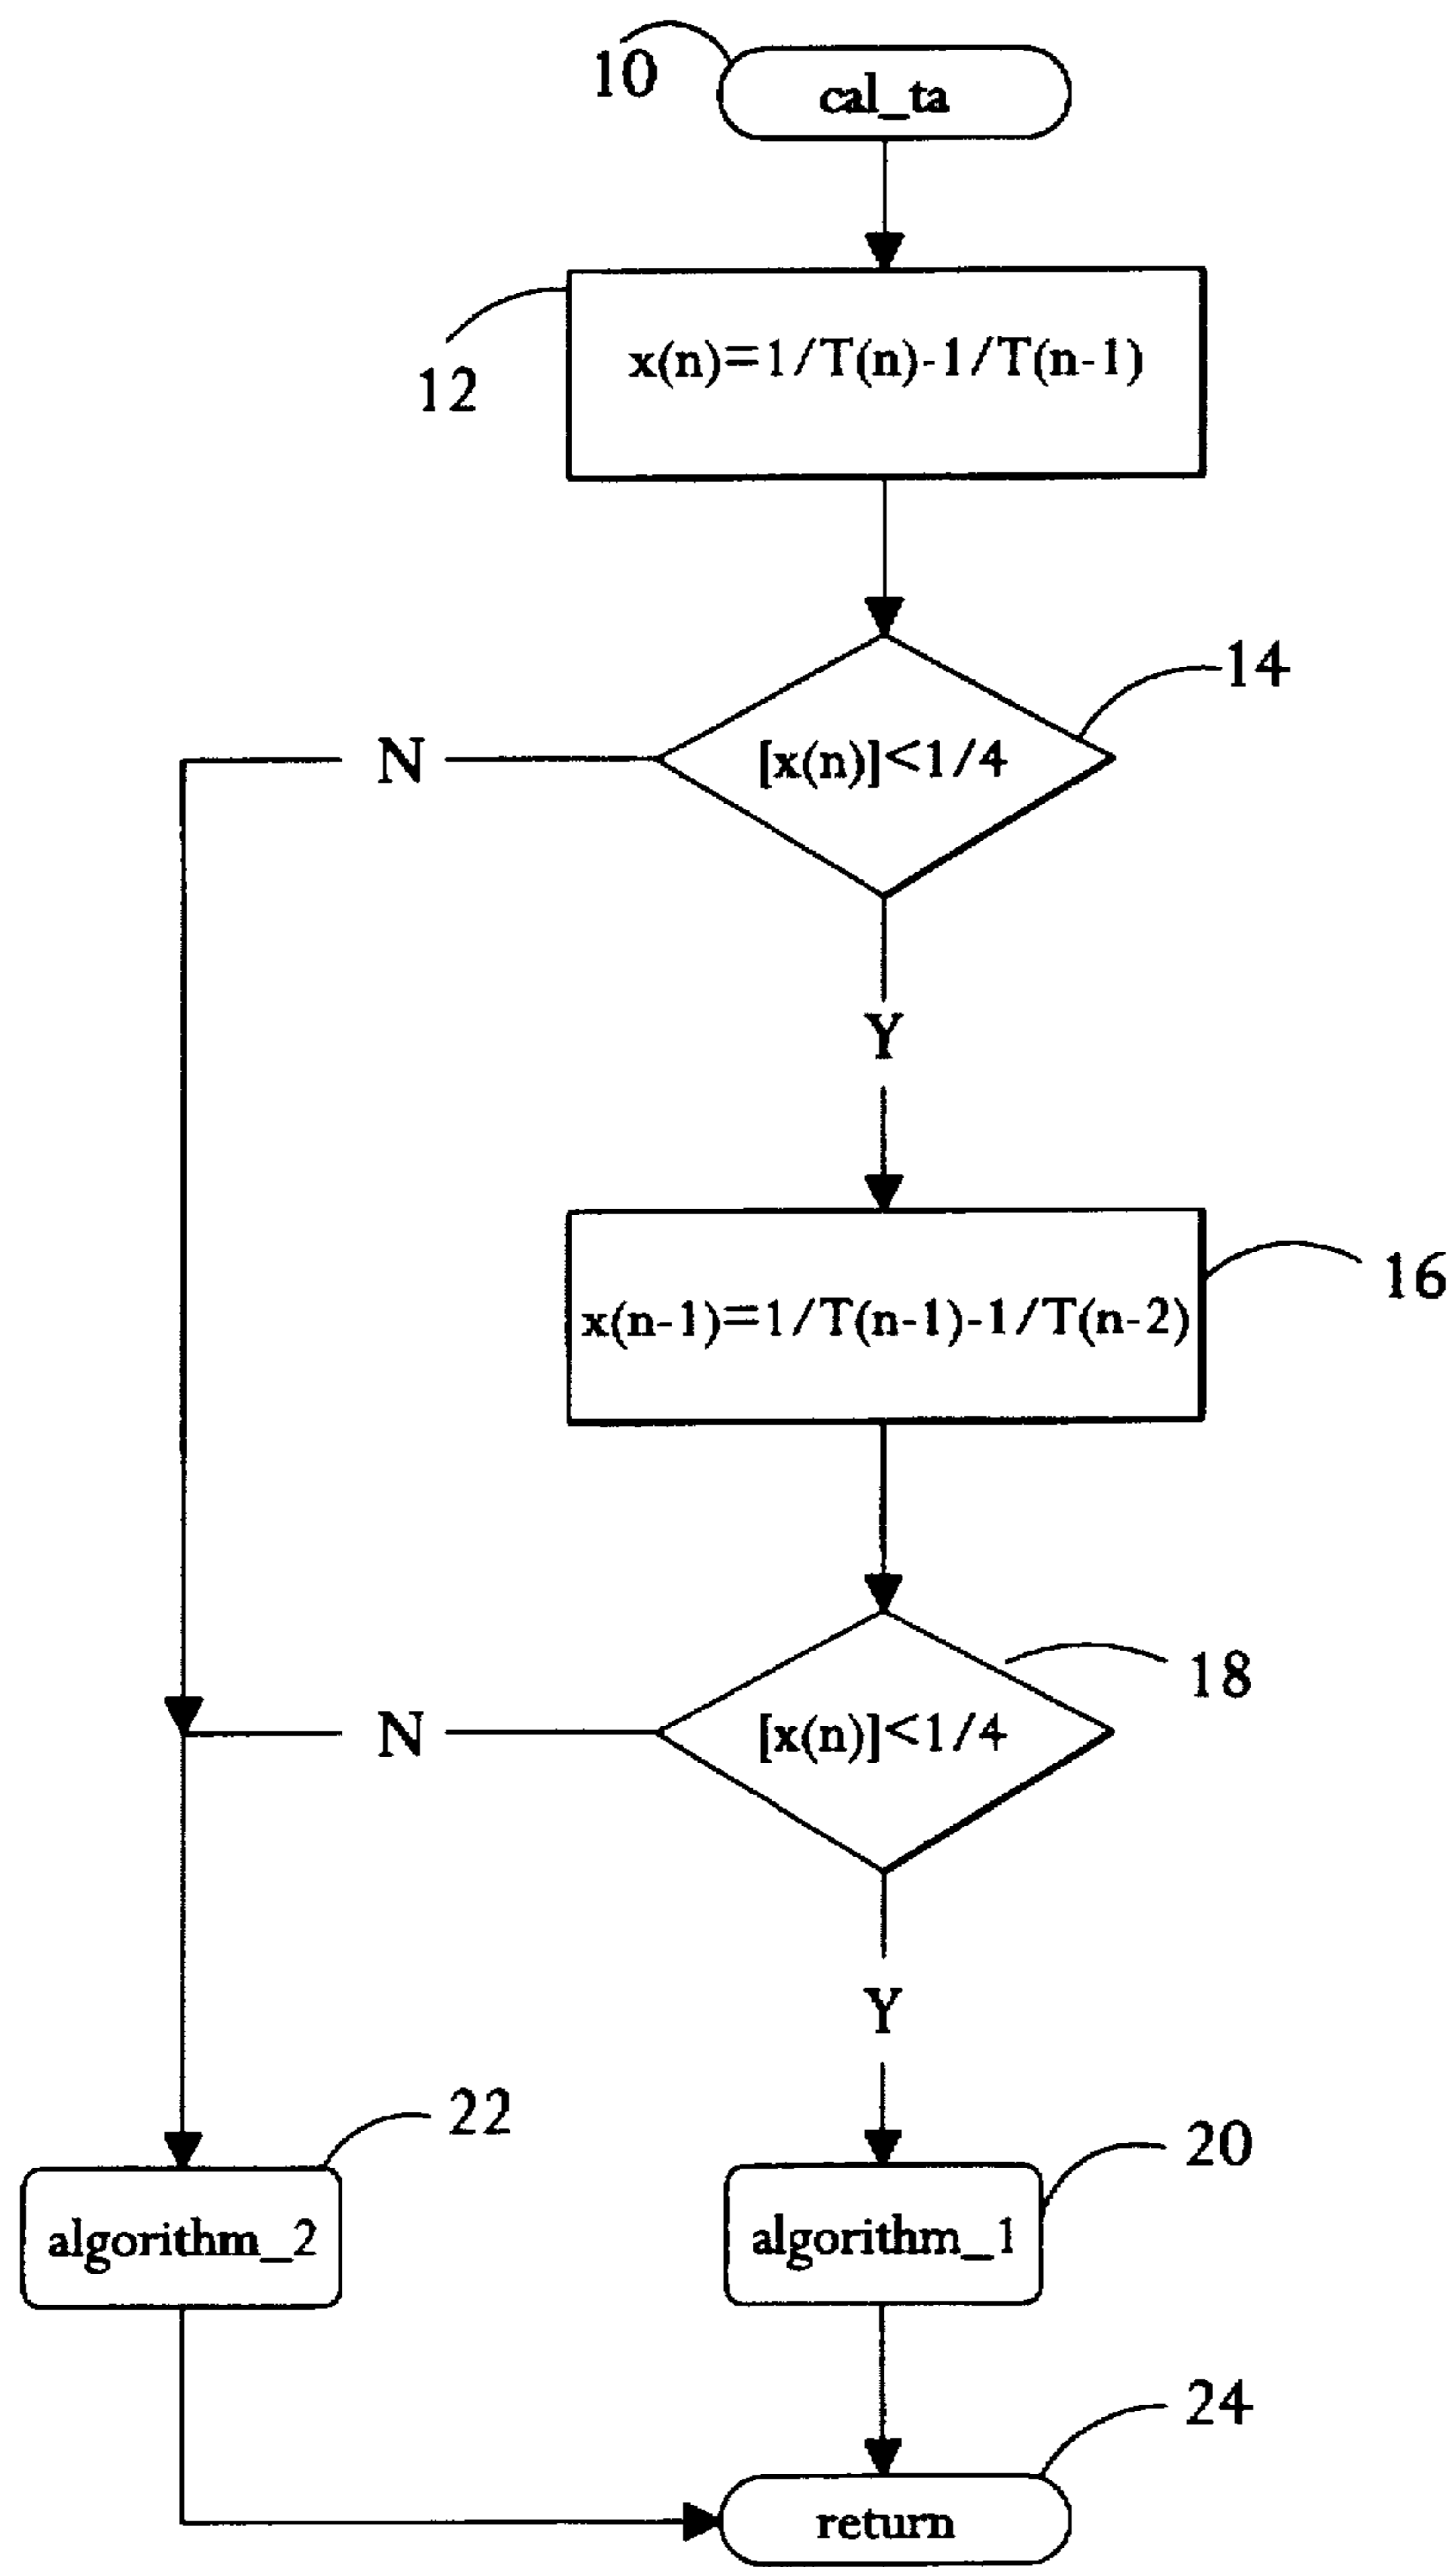 10
cal_ta
12
x(n)=1/T(n)-1/T(n-1)
14
[x(n)]<1/4
N
Y
16
x(n-1)=1/T(n-1)-1/T(n-2)
18
[x(n)]<1/4
N
Y
22
algorithm_2
20
algorithm_1
24
return